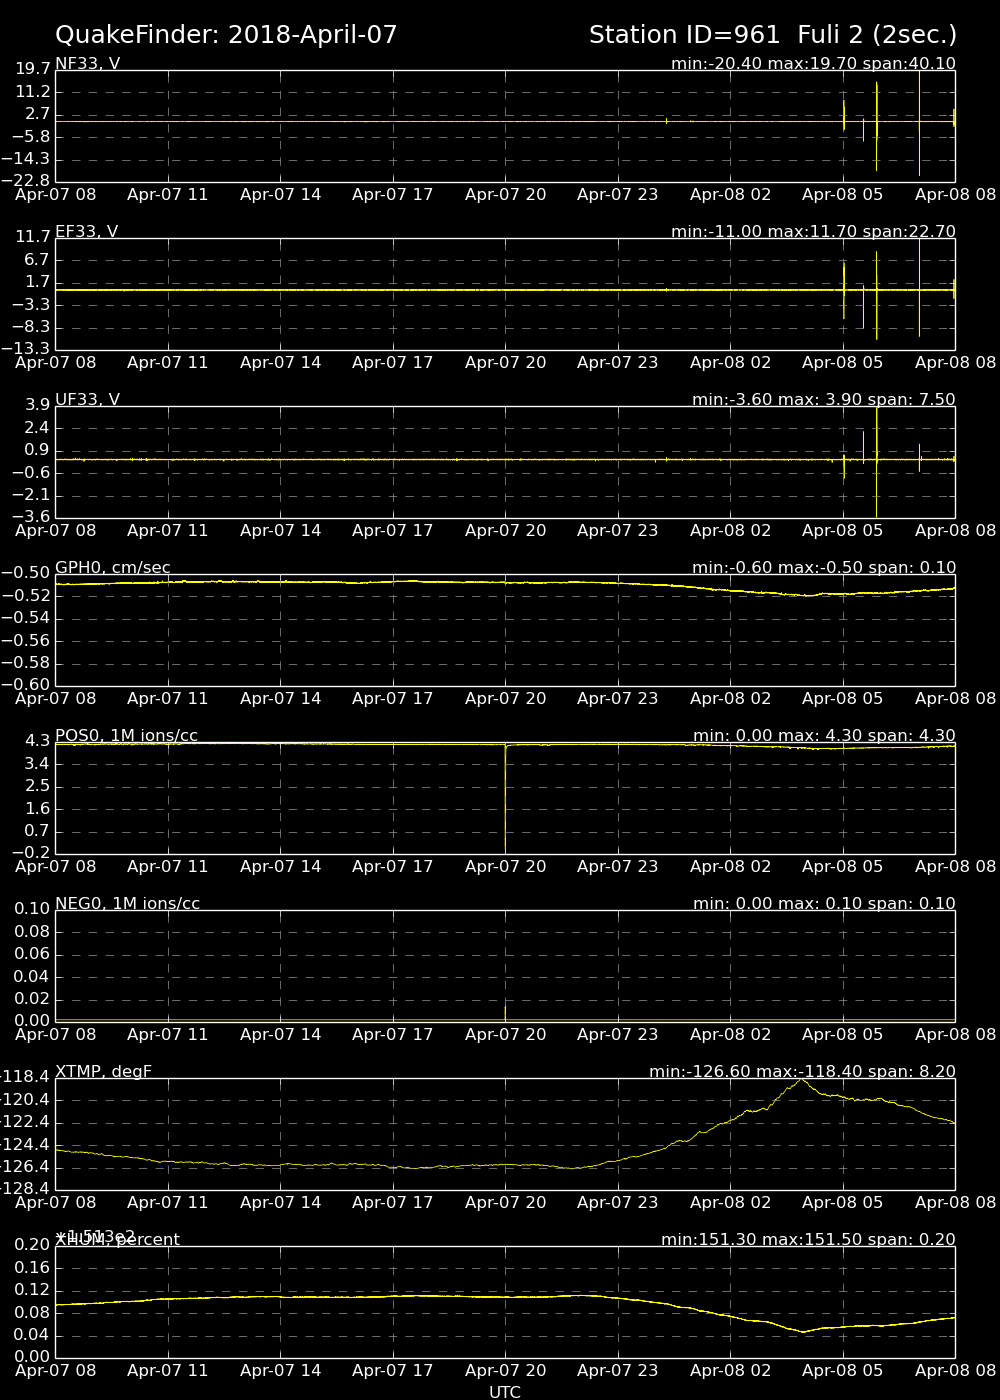 QuakeFinder: 2018-April-07 Station ID=961 Fuli 2 (2sec.)
NF33, V min:-20.40 max:19.70 span:40.10
19.7
11.2
2.7
−5.8
−14.3
−22.8
Apr-07 08 Apr-07 11 Apr-07 14 Apr-07 17 Apr-07 20 Apr-07 23 Apr-08 02 Apr-08 05 Apr-08 08
EF33, V min:-11.00 max:11.70 span:22.70
11.7
6.7
1.7
−3.3
−8.3
−13.3
Apr-07 08 Apr-07 11 Apr-07 14 Apr-07 17 Apr-07 20 Apr-07 23 Apr-08 02 Apr-08 05 Apr-08 08
UF33, V min:-3.60 max: 3.90 span: 7.50
3.9
2.4
0.9
−0.6
−2.1
−3.6
Apr-07 08 Apr-07 11 Apr-07 14 Apr-07 17 Apr-07 20 Apr-07 23 Apr-08 02 Apr-08 05 Apr-08 08
GPH0, cm/sec min:-0.60 max:-0.50 span: 0.10
−0.50
−0.52
−0.54
−0.56
−0.58
−0.60
Apr-07 08 Apr-07 11 Apr-07 14 Apr-07 17 Apr-07 20 Apr-07 23 Apr-08 02 Apr-08 05 Apr-08 08
POS0, 1M ions/cc min: 0.00 max: 4.30 span: 4.30
4.3
3.4
2.5
1.6
0.7
−0.2
Apr-07 08 Apr-07 11 Apr-07 14 Apr-07 17 Apr-07 20 Apr-07 23 Apr-08 02 Apr-08 05 Apr-08 08
NEG0, 1M ions/cc min: 0.00 max: 0.10 span: 0.10
0.10
0.08
0.06
0.04
0.02
0.00
Apr-07 08 Apr-07 11 Apr-07 14 Apr-07 17 Apr-07 20 Apr-07 23 Apr-08 02 Apr-08 05 Apr-08 08
XTMP, degF min:-126.60 max:-118.40 span: 8.20
-118.4
-120.4
-122.4
-124.4
-126.4
-128.4
Apr-07 08 Apr-07 11 Apr-07 14 Apr-07 17 Apr-07 20 Apr-07 23 Apr-08 02 Apr-08 05 Apr-08 08
+1.513e2
XHUM, percent min:151.30 max:151.50 span: 0.20
0.20
0.16
0.12
0.08
0.04
0.00
Apr-07 08 Apr-07 11 Apr-07 14 Apr-07 17 Apr-07 20 Apr-07 23 Apr-08 02 Apr-08 05 Apr-08 08
UTC